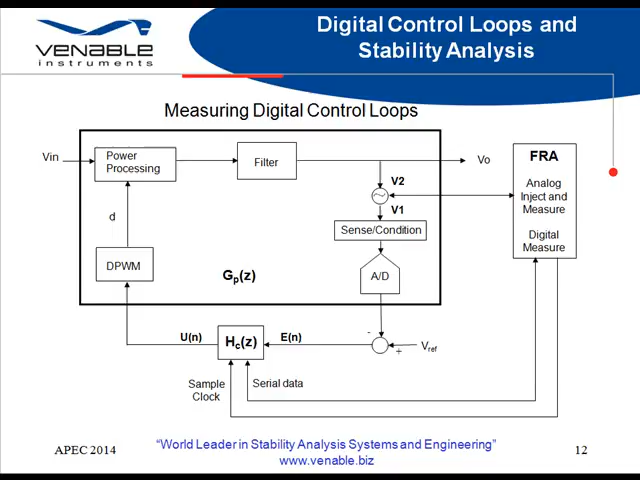 VENABLE
instruments
Digital Control Loops and
Stability Analysis
Measuring Digital Control Loops
Vin
Power
Processing
Filter
Vo
FRA
Analog
Inject and
Measure
Digital
Measure
V2
V1
Sense/Condition
d
DPWM
Gp(z)
A/D
U(n)
Hc(z)
E(n)
-
+
Vref
Sample
Clock
Serial data
APEC 2014
“World Leader in Stability Analysis Systems and Engineering”
www.venable.biz
12